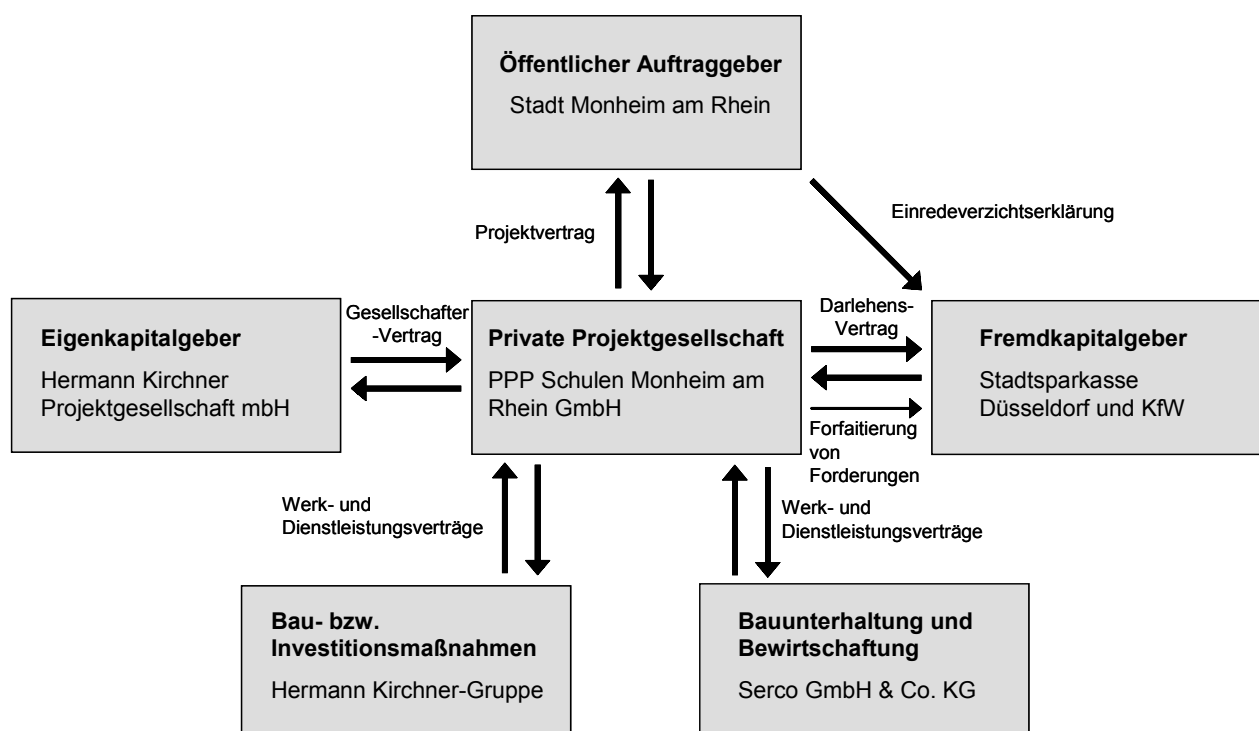 Öffentlicher Auftraggeber
Stadt Monheim am Rhein
Projektvertrag
Einredeverzichtserklärung
Eigenkapitalgeber
Hermann Kirchner
Projektgesellschaft mbH
Gesellschafter
-Vertrag
Private Projektgesellschaft
PPP Schulen Monheim am
Rhein GmbH
Darlehens-
Vertrag
Forfaitierung
von
Forderungen
Fremdkapitalgeber
Stadtsparkasse
Düsseldorf und KfW
Werk- und
Dienstleistungsverträge
Werk- und
Dienstleistungsverträge
Bau- bzw.
Investitionsmaßnahmen
Hermann Kirchner-Gruppe
Bauunterhaltung und
Bewirtschaftung
Serco GmbH & Co. KG